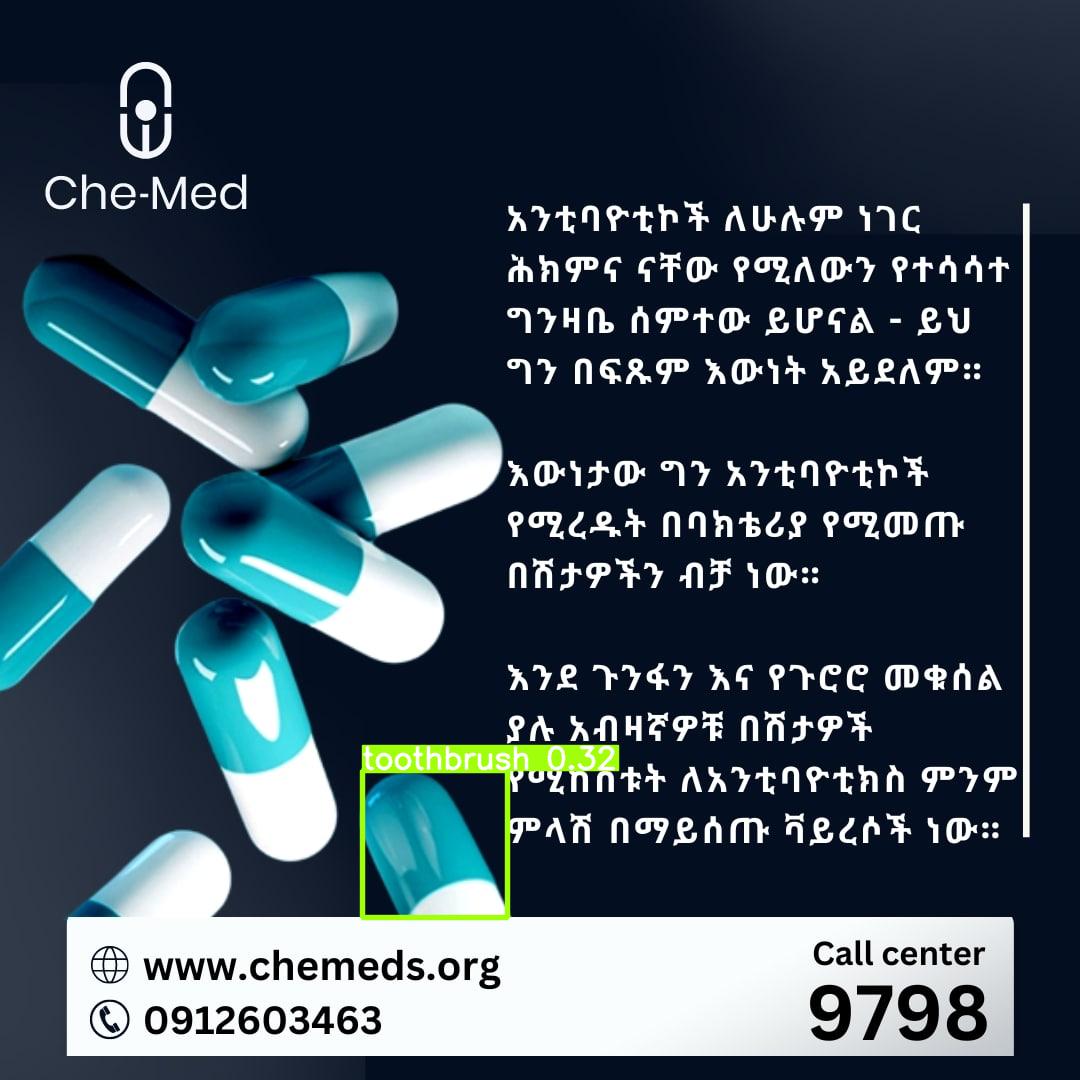 Che-Med
አንቲባዮቲኮች ለሁሉም ነገር
ሕክምና ናቸው የሚለውን የተሳሳተ
ግንዛቤ ሰምተው ይሆናል - ይህ
ግን በፍጹም እውነት አይደለም።
እውነታው ግን አንቲባዮቲኮች
የሚረዱት በባክቴሪያ የሚመጡ
በሽታዎችን ብቻ ነው።
እንደ ጉንፋን እና የጉሮሮ መቁሰል
ያሉ አብዛኛዎቹ በሽታዎች
toothbrush 0.32
የሚከሰቱት ለአንቲባዮቲክስ ምንም
ምላሽ በማይሰጡ ቫይረሶች ነው።
www.chemeds.org
0912603463
Call center
9798